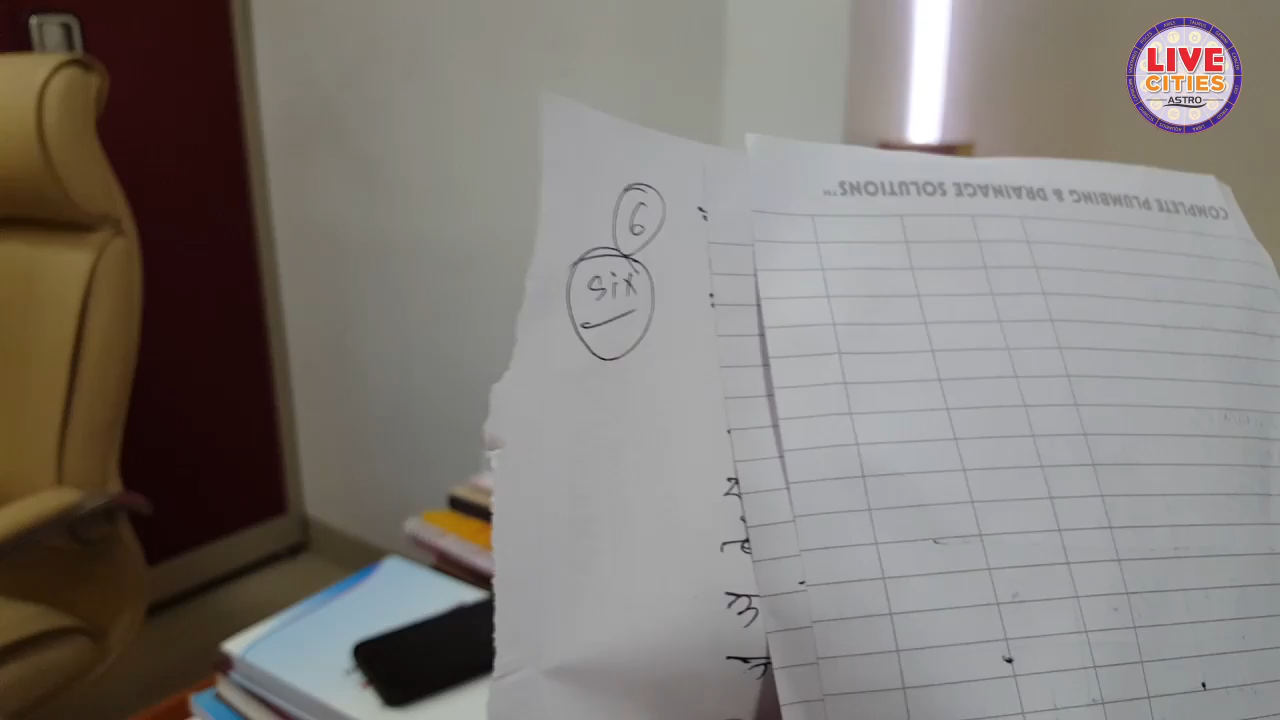 LIVE
CITIES
ASTRO
COMPLETE PLUMBING & DRAINAGE SOLUTIONS™
6
six